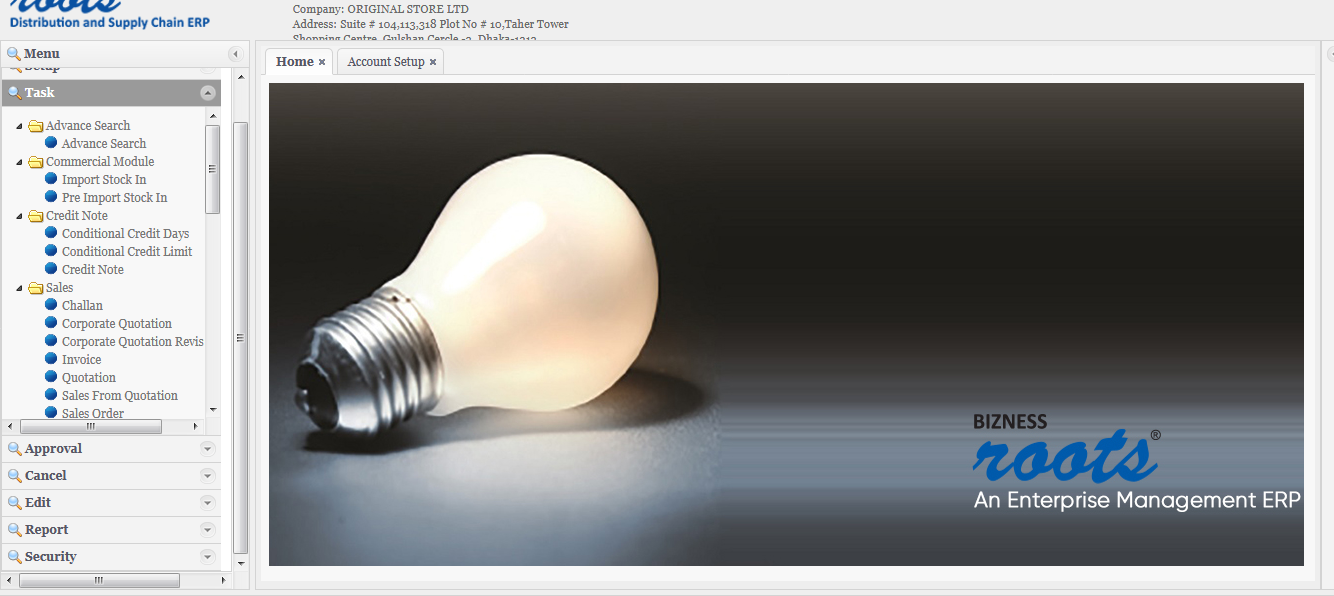 roots
Distribution and Supply Chain ERP
Company: ORIGINAL STORE LTD
Address: Suite # 104,113,318 Plot No # 10,Taher Tower
Shopping Centre, Gulshan Cercle -2, Dhaka-1212
Menu
Setup
Task
Advance Search
Advance Search
Commercial Module
Import Stock In
Pre Import Stock In
Credit Note
Conditional Credit Days
Conditional Credit Limit
Credit Note
Sales
Challan
Corporate Quotation
Corporate Quotation Revis
Invoice
Quotation
Sales From Quotation
Sales Order
Approval
Cancel
Edit
Report
Security
Home ×
Account Setup ×
BIZNESS
roots®
An Enterprise Management ERP